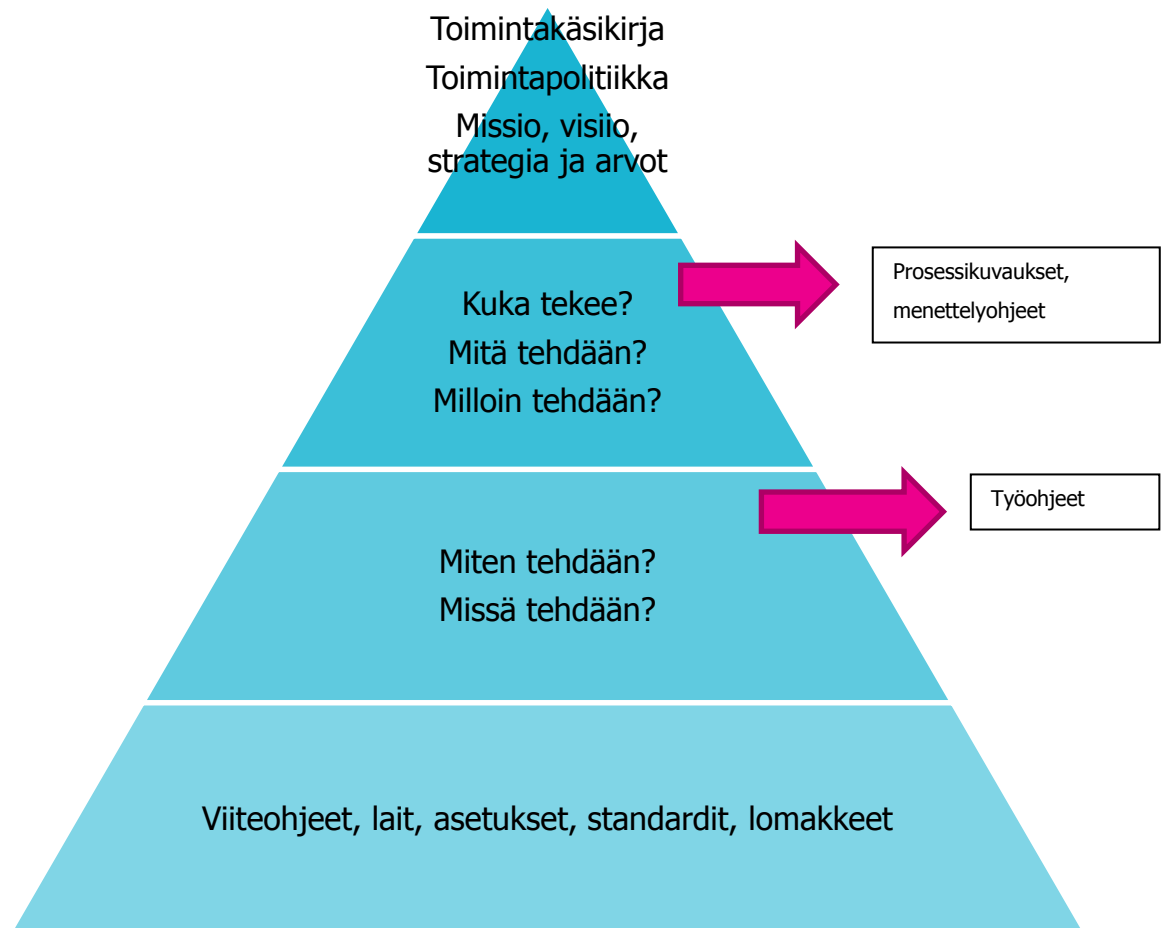 Toimintakäsikirja
Toimintapolitiikka
Missio, visiio,
strategia ja arvot
Prosessikuvaukset,
menettelyohjeet
Kuka tekee?
Mitä tehdään?
Milloin tehdään?
Työohjeet
Miten tehdään?
Missä tehdään?
Viiteohjeet, lait, asetukset, standardit, lomakkeet